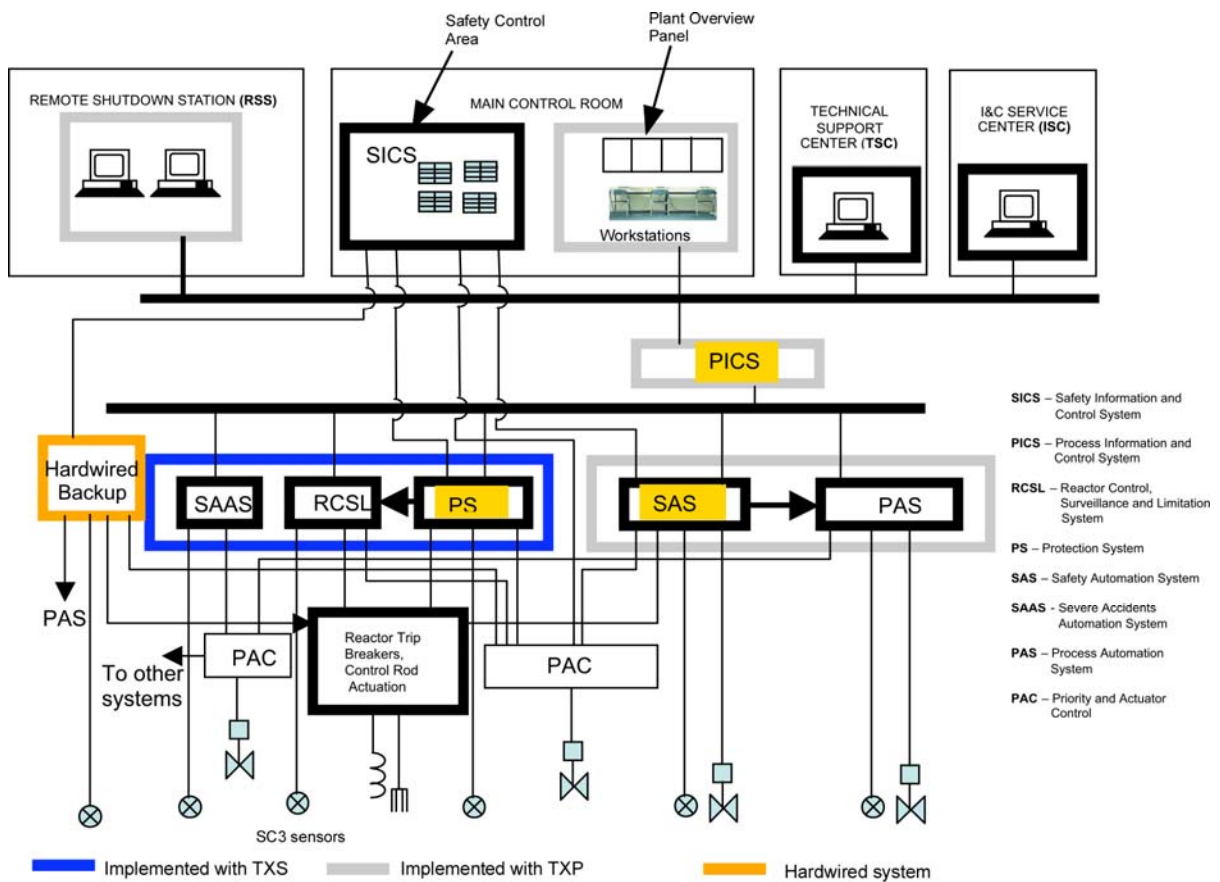 Safety Control
Area
Plant Overview
Panel
REMOTE SHUTDOWN STATION (RSS)
MAIN CONTROL ROOM
TECHNICAL
SUPPORT
CENTER (TSC)
I&C SERVICE
CENTER (ISC)
SICS
Workstations
PICS
Hardwired
Backup
SAAS
RCSL
PS
SAS
PAS
PAS
To other
systems
PAC
Reactor Trip
Breakers,
Control Rod
Actuation
PAC
SC3 sensors
SICS – Safety Information and
Control System
PICS – Process Information and
Control System
RCSL – Reactor Control,
Surveillance and Limitation
System
PS – Protection System
SAS – Safety Automation System
SAAS - Severe Accidents
Automation System
PAS – Process Automation
System
PAC – Priority and Actuator
Control
Implemented with TXS
Implemented with TXP
Hardwired system